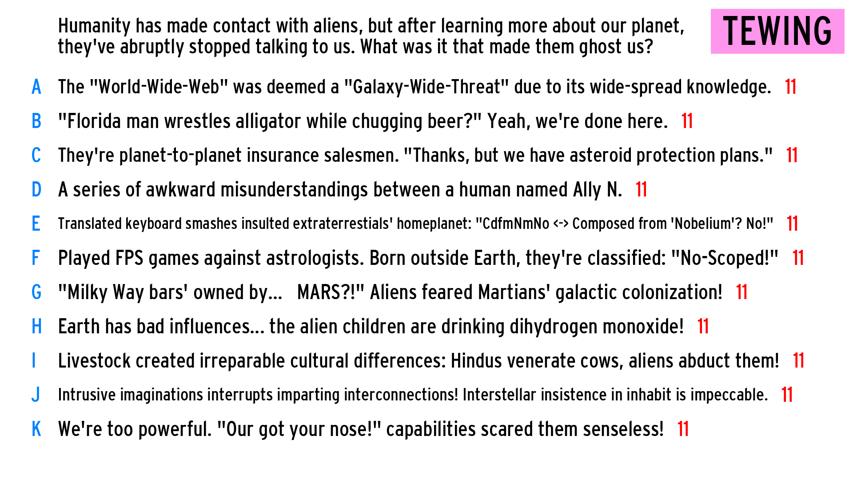 Humanity has made contact with aliens, but after learning more about our planet,
they've abruptly stopped talking to us. What was it that made them ghost us?
TEWING
A The "World-Wide-Web" was deemed a "Galaxy-Wide-Threat" due to its wide-spread knowledge. 11
B "Florida man wrestles alligator while chugging beer?" Yeah, we're done here. 11
C They're planet-to-planet insurance salesmen. "Thanks, but we have asteroid protection plans." 11
D A series of awkward misunderstandings between a human named Ally N. 11
E Translated keyboard smashes insulted extraterrestials' homeplanet: "CdfmNmNo <-> Composed from 'Nobelium'? No!" 11
F Played FPS games against astrologists. Born outside Earth, they're classified: "No-Scoped!" 11
G "Milky Way bars' owned by... MARS?!" Aliens feared Martians' galactic colonization! 11
H Earth has bad influences... the alien children are drinking dihydrogen monoxide! 11
I Livestock created irreparable cultural differences: Hindus venerate cows, aliens abduct them! 11
J Intrusive imaginations interrupts imparting interconnections! Interstellar insistence in inhabit is impeccable. 11
K We're too powerful. "Our got your nose!" capabilities scared them senseless! 11